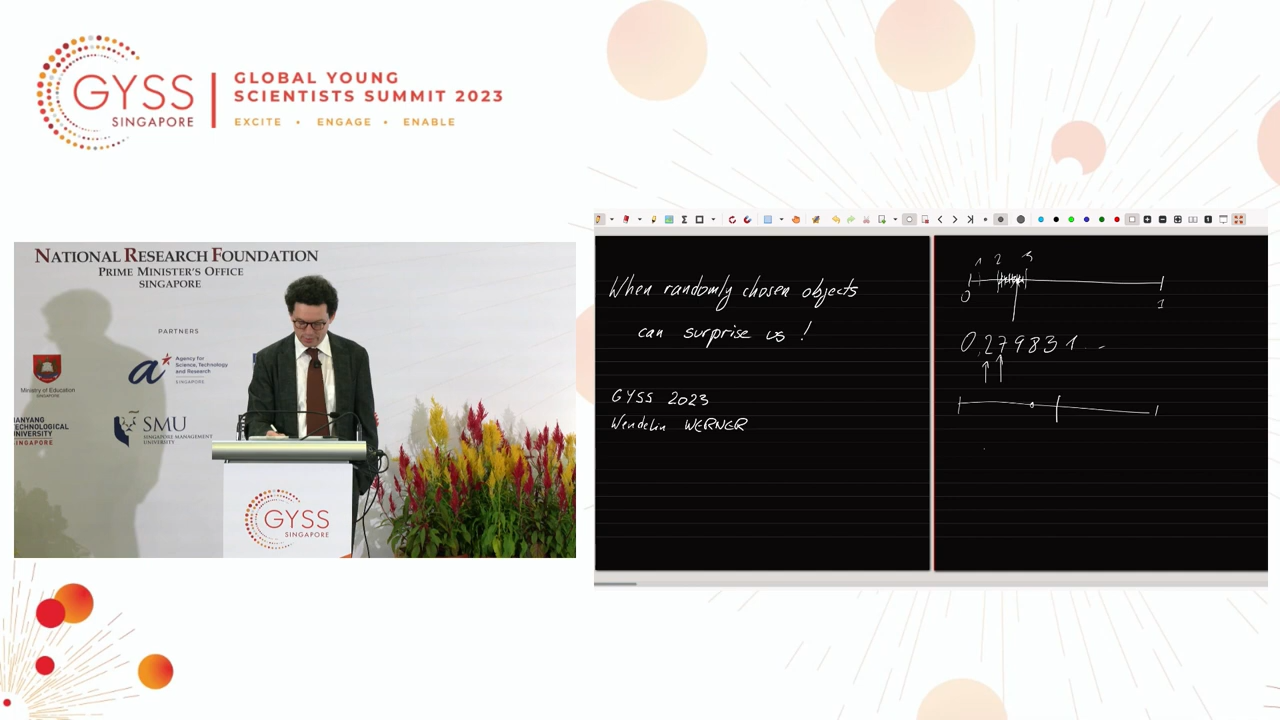 GYSS
SINGAPORE
GLOBAL YOUNG
SCIENTISTS SUMMIT 2023
EXCITE • ENGAGE • ENABLE
NATIONAL RESEARCH FOUNDATION
PRIME MINISTER'S OFFICE
SINGAPORE
PARTNERS
Ministry of Education
SINGAPORE
Agency for
Science, Technology
and Research
SINGAPORE
ANYANG
TECHNOLOGICAL
UNIVERSITY
SINGAPORE
SMU
SINGAPORE MANAGEMENT
UNIVERSITY
GYSS
SINGAPORE
When randomly chosen objects
can surprise us !
GYSS 2023
Wendelin WERNER
1 2 3
0 1
0,279831...